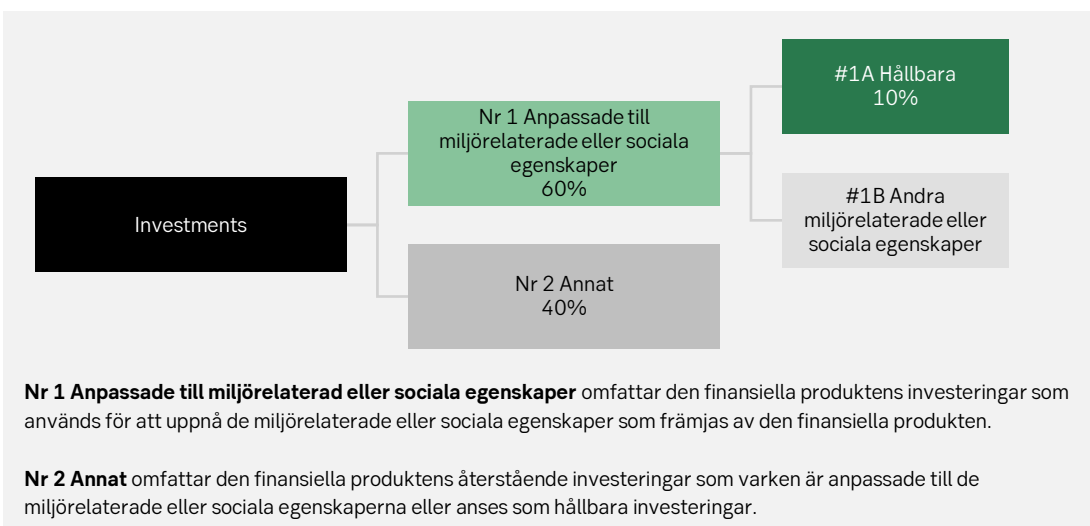 Investments
Nr 1 Anpassade till
miljörelaterade eller sociala
egenskaper
60%
Nr 2 Annat
40%
#1A Hållbara
10%
#1B Andra
miljörelaterade eller
sociala egenskaper
Nr 1 Anpassade till miljörelaterad eller sociala egenskaper omfattar den finansiella produktens investeringar som
används för att uppnå de miljörelaterade eller sociala egenskaper som främjas av den finansiella produkten.
Nr 2 Annat omfattar den finansiella produktens återstående investeringar som varken är anpassade till de
miljörelaterade eller sociala egenskaperna eller anses som hållbara investeringar.